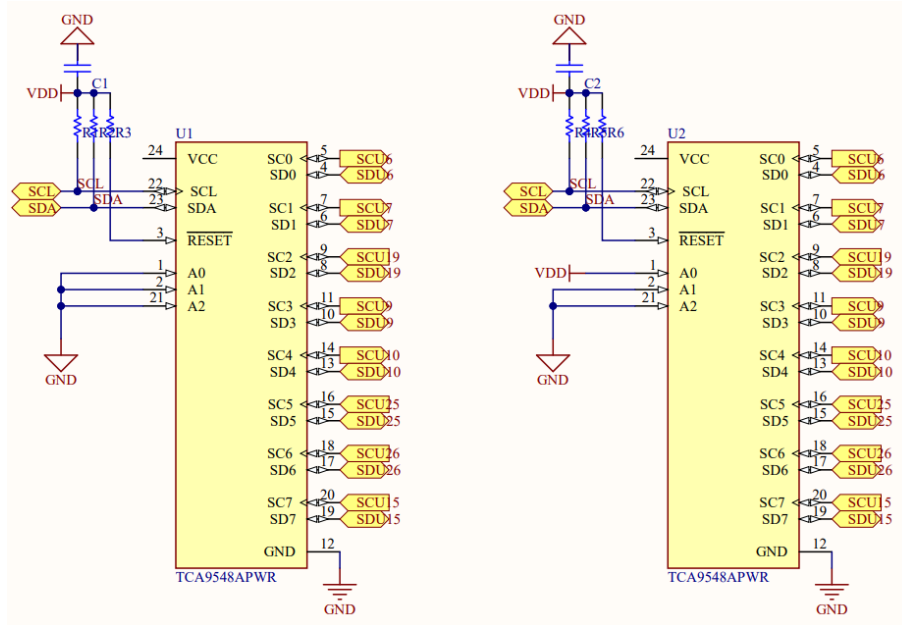 GND
C1
VDD
R1 R2 R3
U1
24 VCC
SCL SCL 22 SCL
SDA SDA 23 SDA
3 RESET
1 A0
2 A1
21 A2
GND
SC0 5 SCU6
SD0 4 SDU6
SC1 7 SCU7
SD1 6 SDU7
SC2 9 SCU19
SD2 8 SDU19
SC3 11 SCU9
SD3 10 SDU9
SC4 14 SCU10
SD4 13 SDU10
SC5 16 SCU25
SD5 15 SDU25
SC6 18 SCU26
SD6 17 SDU26
SC7 20 SCU15
SD7 19 SDU15
GND 12
TCA9548APWR
GND
GND
C2
VDD
R4 R5 R6
U2
24 VCC
SCL SCL 22 SCL
SDA SDA 23 SDA
3 RESET
VDD 1 A0
2 A1
21 A2
GND
SC0 5 SCU6
SD0 4 SDU6
SC1 7 SCU7
SD1 6 SDU7
SC2 9 SCU19
SD2 8 SDU19
SC3 11 SCU9
SD3 10 SDU9
SC4 14 SCU10
SD4 13 SDU10
SC5 16 SCU25
SD5 15 SDU25
SC6 18 SCU26
SD6 17 SDU26
SC7 20 SCU15
SD7 19 SDU15
GND 12
TCA9548APWR
GND